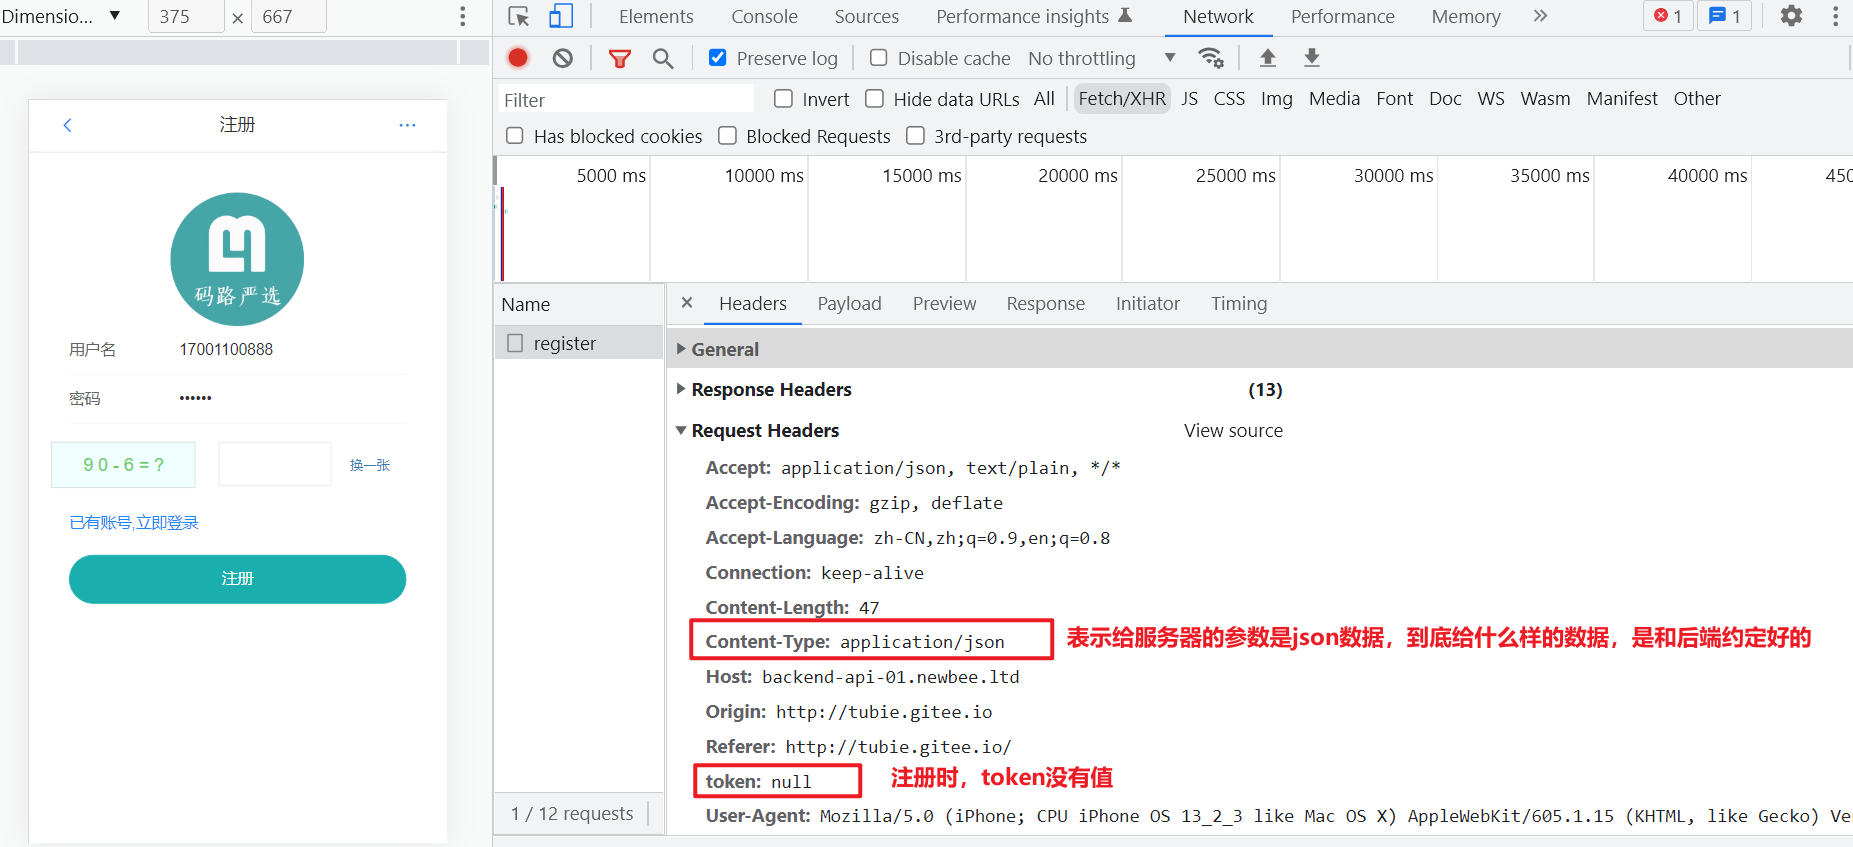 Dimensio... ▼ 375 × 667
Elements Console Sources Performance insights Network Performance Memory » 1 1
Preserve log Disable cache No throttling ▼
Filter Invert Hide data URLs All Fetch/XHR JS CSS Img Media Font Doc WS Wasm Manifest Other
Has blocked cookies Blocked Requests 3rd-party requests
5000 ms 10000 ms 15000 ms 20000 ms 25000 ms 30000 ms 35000 ms 40000 ms 450
注册 ...
码路严选
用户名 17001100888
密码 ••••••
9 0 - 6 = ? 换一张
已有账号,立即登录
注册
Name
register
1 / 12 requests
× Headers Payload Preview Response Initiator Timing
General
Response Headers (13)
Request Headers View source
Accept: application/json, text/plain, */*
Accept-Encoding: gzip, deflate
Accept-Language: zh-CN,zh;q=0.9,en;q=0.8
Connection: keep-alive
Content-Length: 47
Content-Type: application/json 表示给服务器的参数是json数据，到底给什么样的数据，是和后端约定好的
Host: backend-api-01.newbee.ltd
Origin: http://tubie.gitee.io
Referer: http://tubie.gitee.io/
token: null 注册时，token没有值
User-Agent: Mozilla/5.0 (iPhone; CPU iPhone OS 13_2_3 like Mac OS X) AppleWebKit/605.1.15 (KHTML, like Gecko) Ve